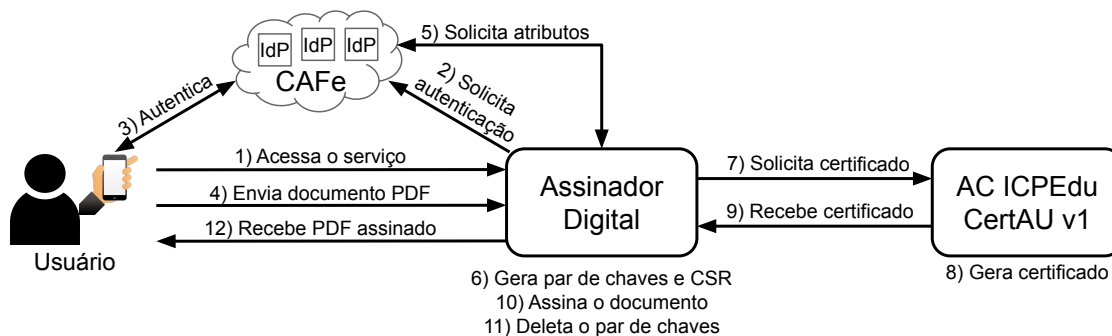 IdP IdP IdP
CAFe
5) Solicita atributos
2) Solicita
autenticação
3) Autentica
1) Acessa o serviço
4) Envia documento PDF
12) Recebe PDF assinado
Usuário
Assinador
Digital
7) Solicita certificado
9) Recebe certificado
AC ICPEdu
CertAU v1
6) Gera par de chaves e CSR
10) Assina o documento
11) Deleta o par de chaves
8) Gera certificado